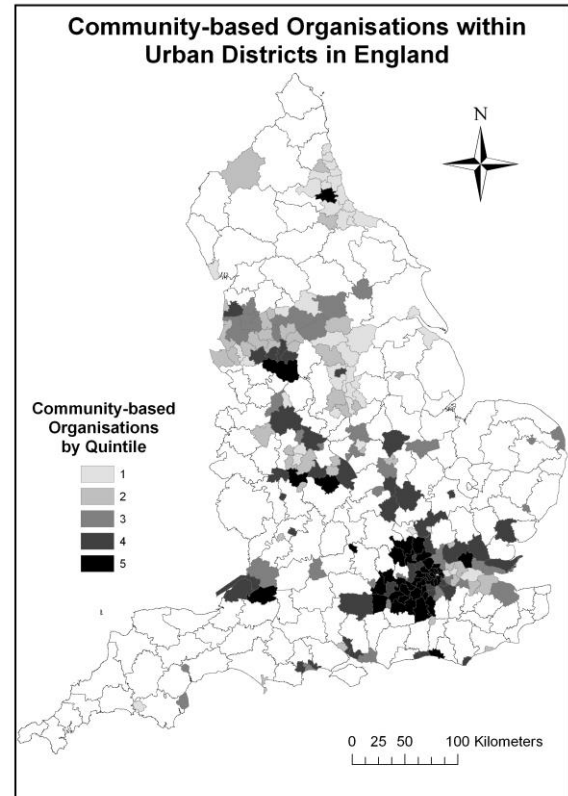 Community-based Organisations within
Urban Districts in England
N
Community-based
Organisations
by Quintile
1
2
3
4
5
0 25 50 100 Kilometers